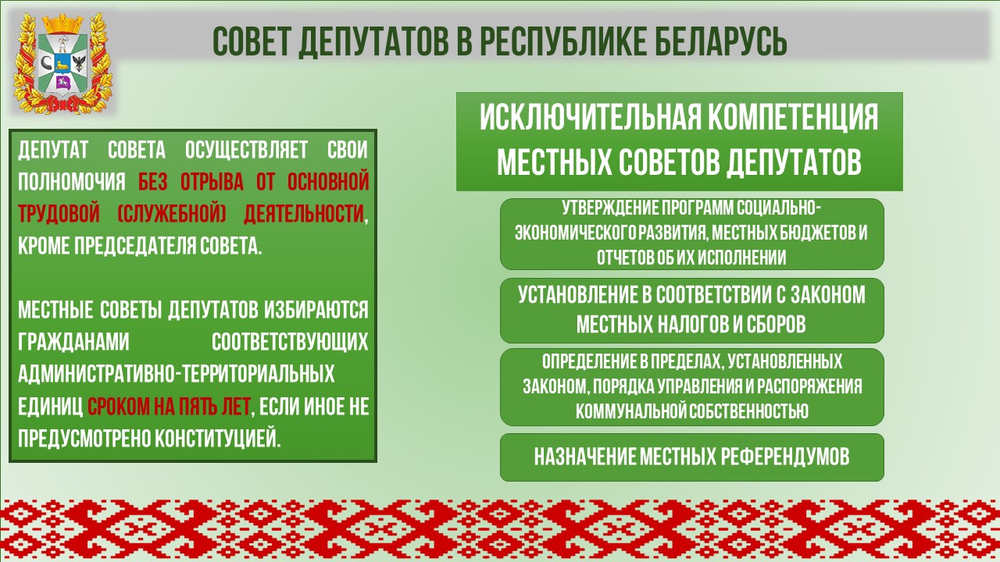 СОВЕТ ДЕПУТАТОВ В РЕСПУБЛИКЕ БЕЛАРУСЬ
ДЕПУТАТ СОВЕТА ОСУЩЕСТВЛЯЕТ СВОИ
ПОЛНОМОЧИЯ БЕЗ ОТРЫВА ОТ ОСНОВНОЙ
ТРУДОВОЙ (СЛУЖЕБНОЙ) ДЕЯТЕЛЬНОСТИ,
КРОМЕ ПРЕДСЕДАТЕЛЯ СОВЕТА.
МЕСТНЫЕ СОВЕТЫ ДЕПУТАТОВ ИЗБИРАЮТСЯ
ГРАЖДАНАМИ СООТВЕТСТВУЮЩИХ
АДМИНИСТРАТИВНО-ТЕРРИТОРИАЛЬНЫХ
ЕДИНИЦ СРОКОМ НА ПЯТЬ ЛЕТ, ЕСЛИ ИНОЕ НЕ
ПРЕДУСМОТРЕНО КОНСТИТУЦИЕЙ.
ИСКЛЮЧИТЕЛЬНАЯ КОМПЕТЕНЦИЯ
МЕСТНЫХ СОВЕТОВ ДЕПУТАТОВ
УТВЕРЖДЕНИЕ ПРОГРАММ СОЦИАЛЬНО-
ЭКОНОМИЧЕСКОГО РАЗВИТИЯ, МЕСТНЫХ БЮДЖЕТОВ И
ОТЧЕТОВ ОБ ИХ ИСПОЛНЕНИИ
УСТАНОВЛЕНИЕ В СООТВЕТСТВИИ С ЗАКОНОМ
МЕСТНЫХ НАЛОГОВ И СБОРОВ
ОПРЕДЕЛЕНИЕ В ПРЕДЕЛАХ, УСТАНОВЛЕННЫХ
ЗАКОНОМ, ПОРЯДКА УПРАВЛЕНИЯ И РАСПОРЯЖЕНИЯ
КОММУНАЛЬНОЙ СОБСТВЕННОСТЬЮ
НАЗНАЧЕНИЕ МЕСТНЫХ РЕФЕРЕНДУМОВ